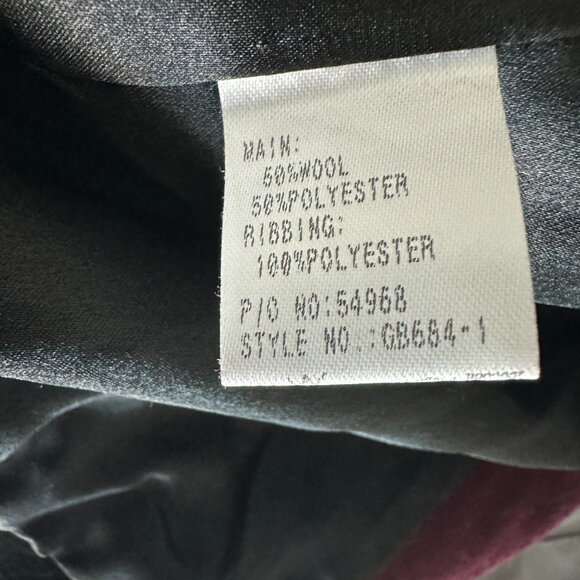 MAIN:
50%WOOL
50%POLYESTER
RIBBING:
100%POLYESTER
P/O NO:54968
STYLE NO.:GB684-1